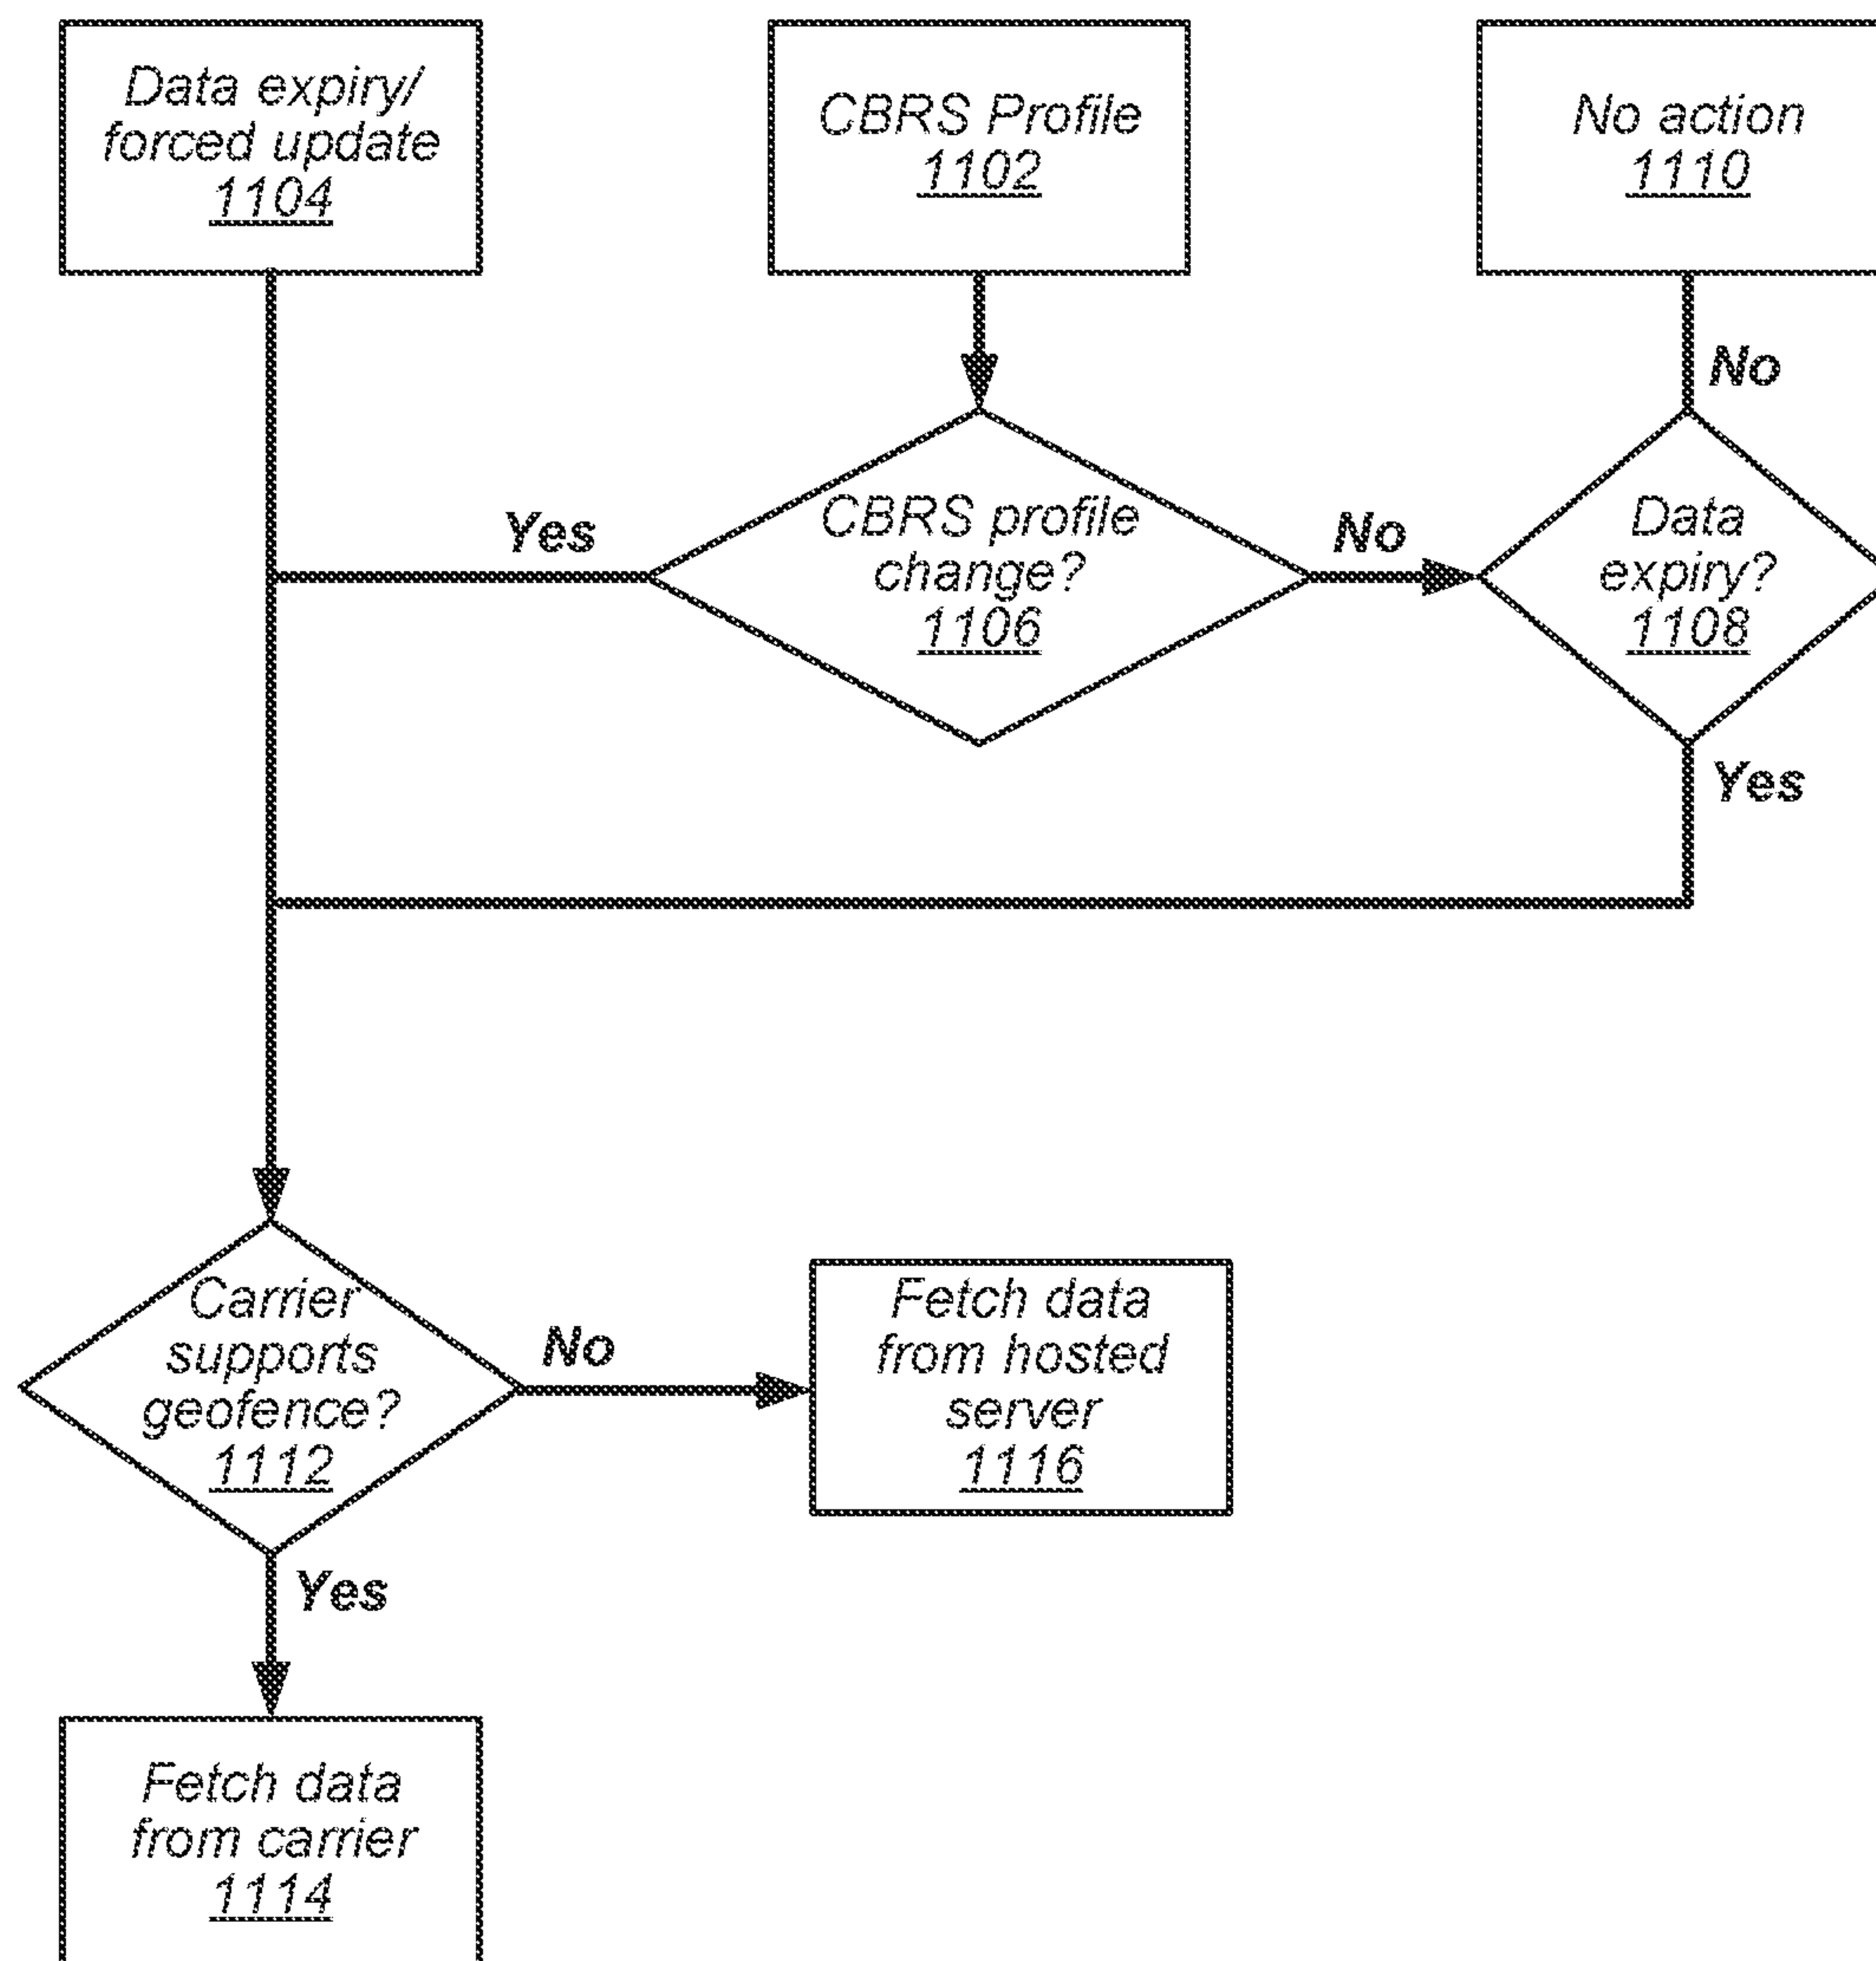 Data expiry/
forced update
1104
CBRS Profile
1102
No action
1110
No
Yes
CBRS profile
change?
1106
No
Data
expiry?
1108
Yes
Carrier
supports
geofence?
1112
No
Fetch data
from hosted
server
1116
Yes
Fetch data
from carrier
1114